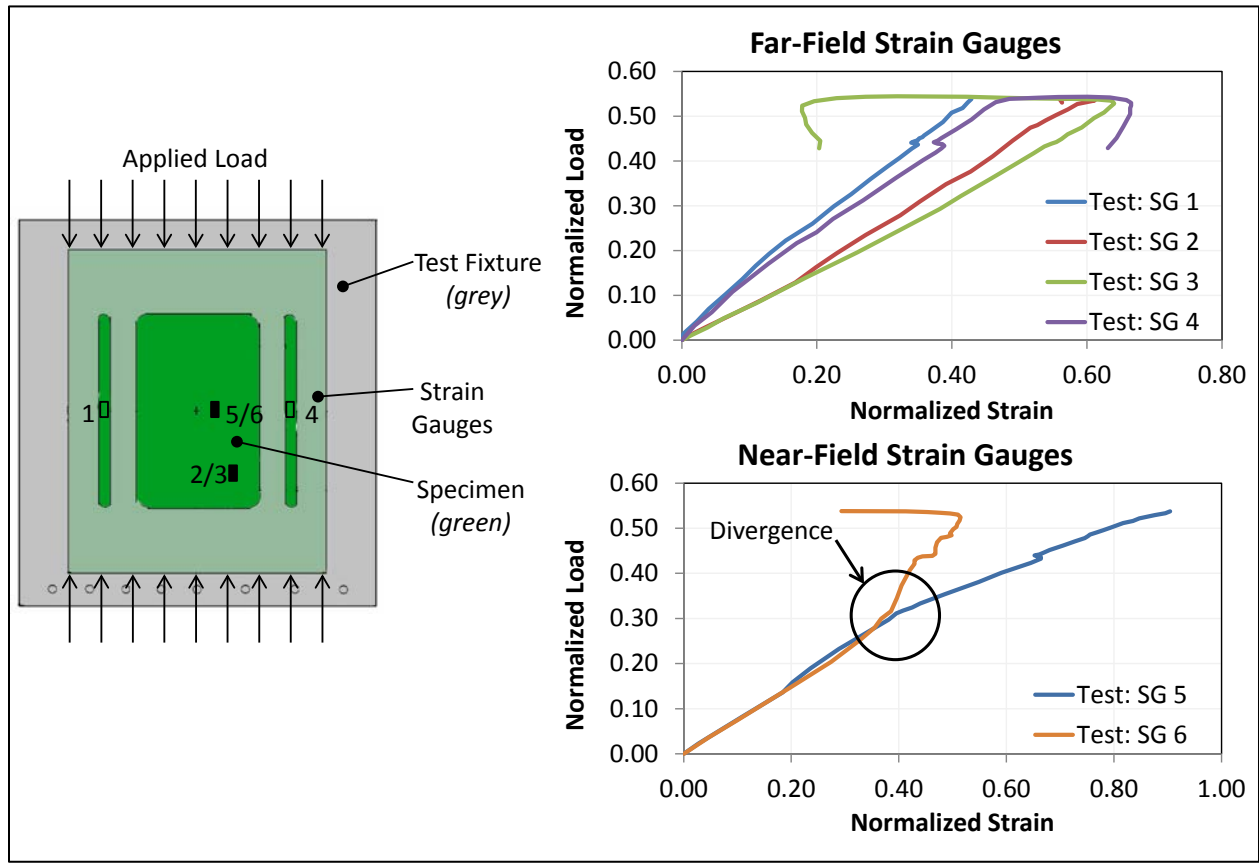 Applied Load
Test Fixture
(grey)
Strain
Gauges
Specimen
(green)
1
5/6
4
2/3
Far-Field Strain Gauges
Normalized Load
0.60
0.50
0.40
0.30
0.20
0.10
0.00
Test: SG 1
Test: SG 2
Test: SG 3
Test: SG 4
0.00 0.20 0.40 0.60 0.80
Normalized Strain
Near-Field Strain Gauges
Normalized Load
0.60
0.50
0.40
0.30
0.20
0.10
0.00
Divergence
Test: SG 5
Test: SG 6
0.00 0.20 0.40 0.60 0.80 1.00
Normalized Strain